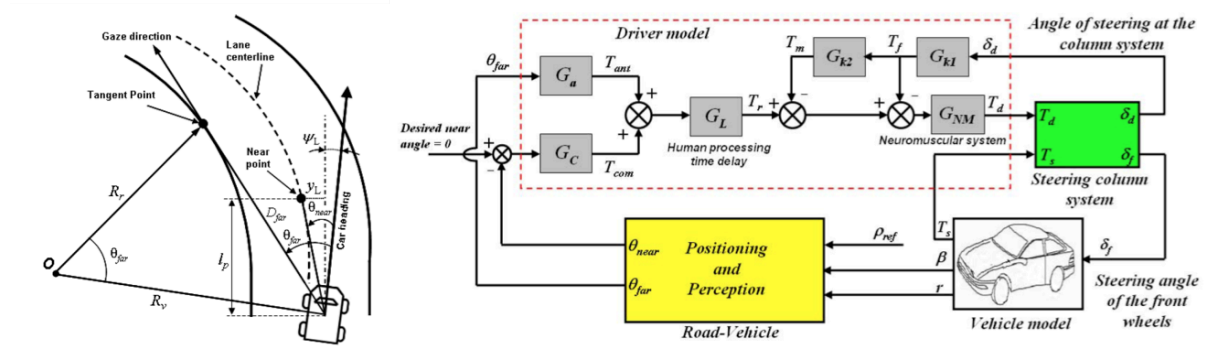 Gaze direction
Lane
centerline
Tangent Point
ψL
Near
point
yL
θnear
Car heading
Dfar
θfar
Rr
lp
θfar
O
Rv
Driver model
Angle of steering at the
column system
θfar
Ga
Tant
Tm
Gk2
Tf
Gk1
δd
+
+
GL
Tr
+
−
+
−
GNM
Td
Td
δd
Desired near
angle = 0
+
−
GC
Tcom
Human processing
time delay
Neuromuscular system
Ts
δf
Steering column
system
θnear
θfar
Positioning
and
Perception
ρref
β
r
Ts
δf
Road-Vehicle
Vehicle model
Steering angle
of the front
wheels